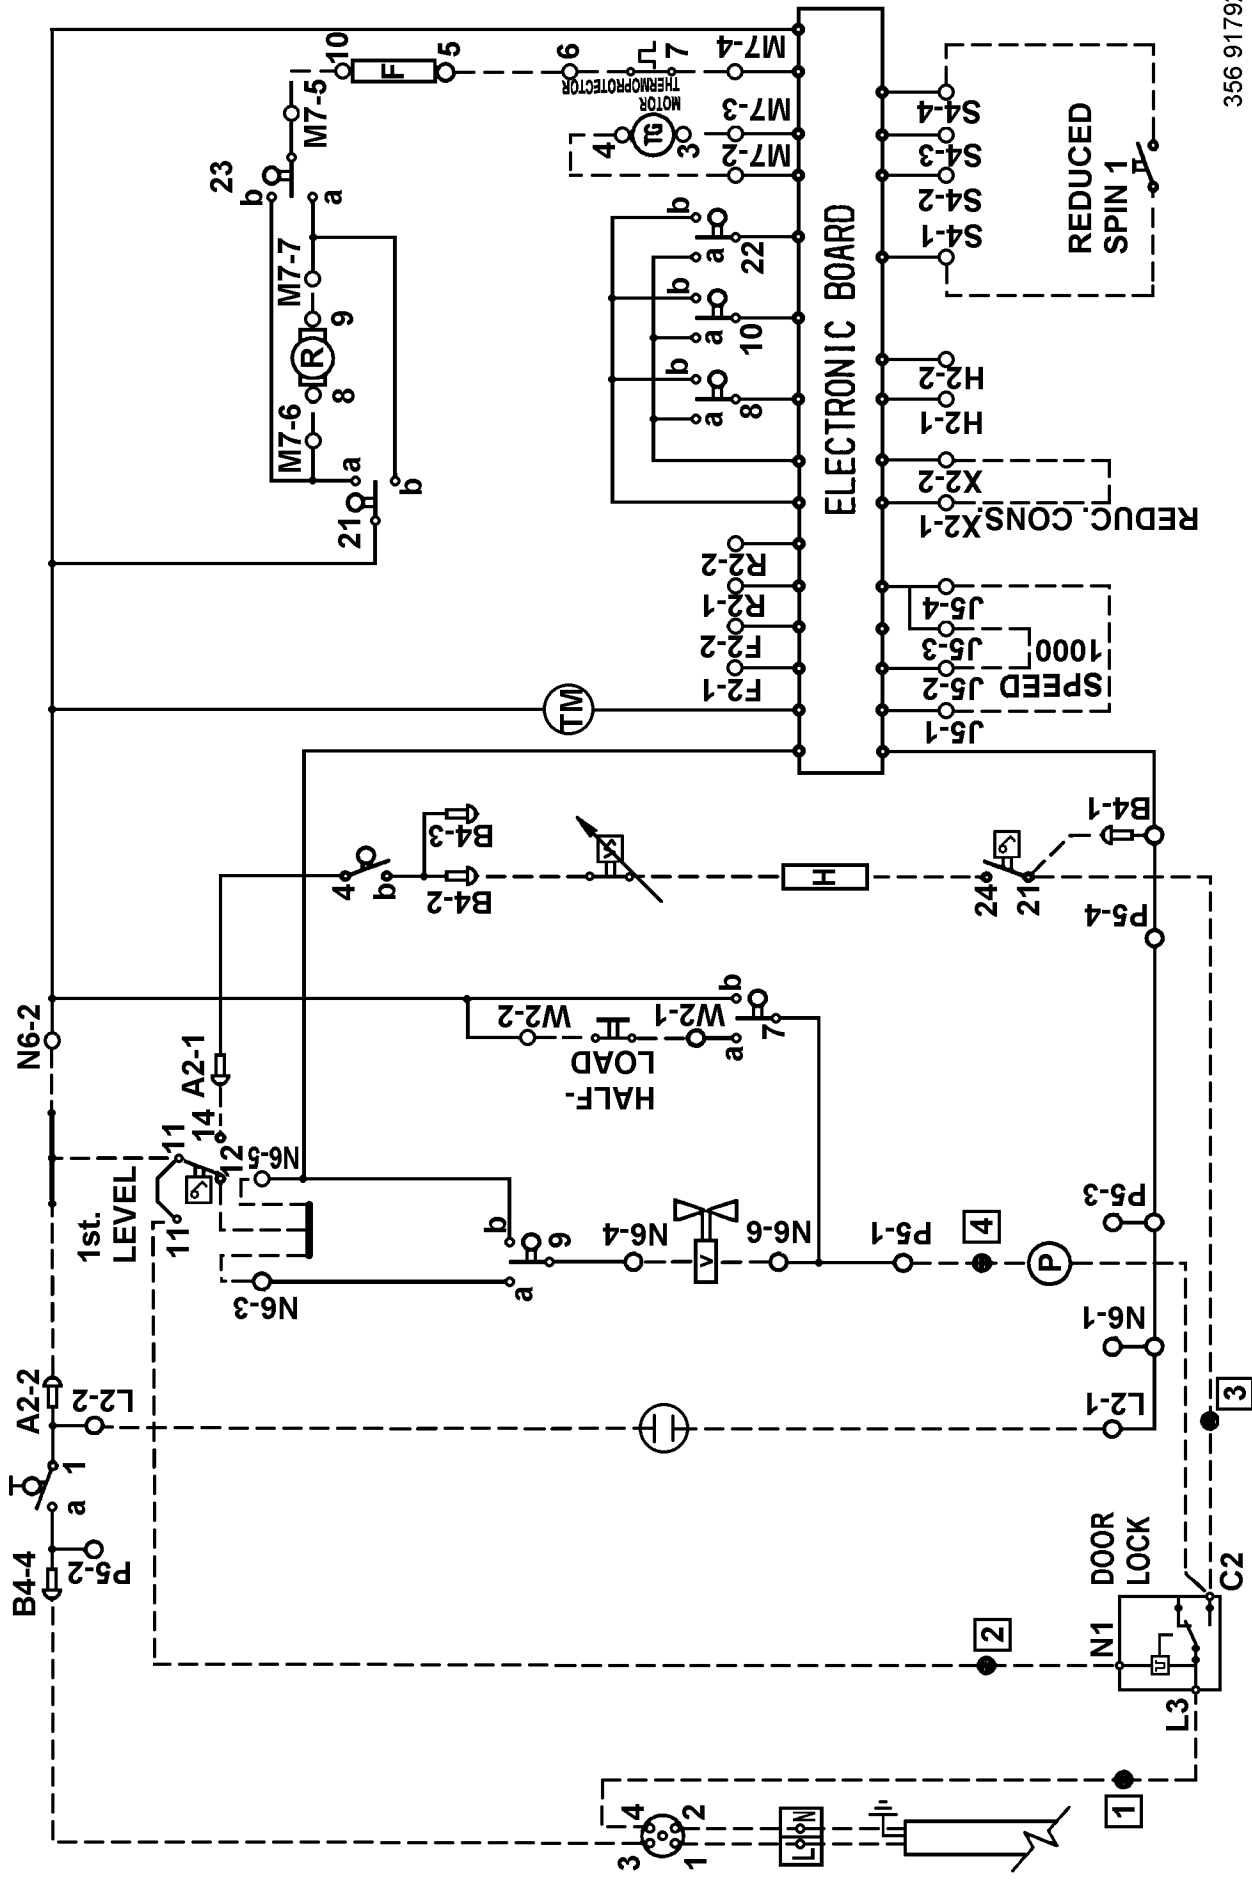 356 9179
10
F
5
6
7
M7-4
M7-5
THERMOPROTECTOR
MOTOR
TG
4
3
M7-3
M7-2
23
b
a
M7-7
9
R
8
M7-6
a
b
21
b
a
22
b
a
10
b
a
8
ELECTRONIC BOARD
S4-4
S4-3
S4-2
S4-1
REDUCED
SPIN 1
H2-2
H2-1
X2-2
X2-1
REDUC. CONS.
R2-2
R2-1
F2-2
F2-1
J5-4
J5-3
J5-2
J5-1
1000
SPEED
TM
B4-3
B4-2
4
b
H
24
21
B4-1
P5-4
N6-2
A2-1
14
11
12
N6-5
1st.
LEVEL
11
W2-2
W2-1
HALF-
LOAD
b
a
7
b
a
9
N6-3
N6-4
V
N6-6
P5-1
4
P
P5-3
N6-1
L2-1
3
A2-2
L2-2
1
a
B4-4
P5-2
DOOR
LOCK
N1
C2
L3
2
1
4
3
2
1
L
N